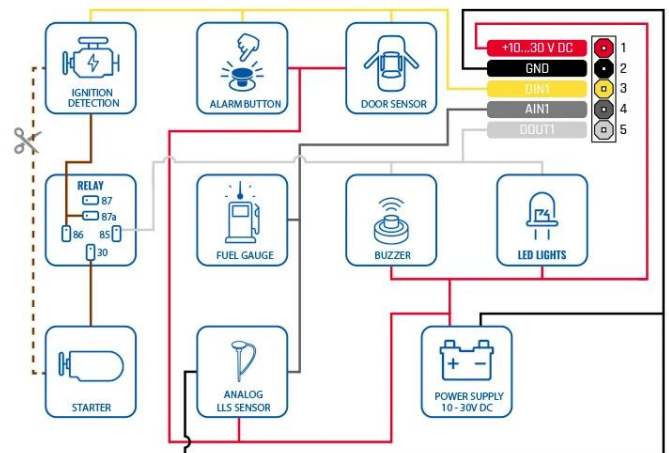 IGNITION
DETECTION
ALARM BUTTON
DOOR SENSOR
+10...30 V DC 1
GND 2
DIN1 3
AIN1 4
DOUT1 5
RELAY
87
87a
86 85
30
FUEL GAUGE
BUZZER
LED LIGHTS
STARTER
ANALOG
LLS SENSOR
POWER SUPPLY
10 - 30V DC